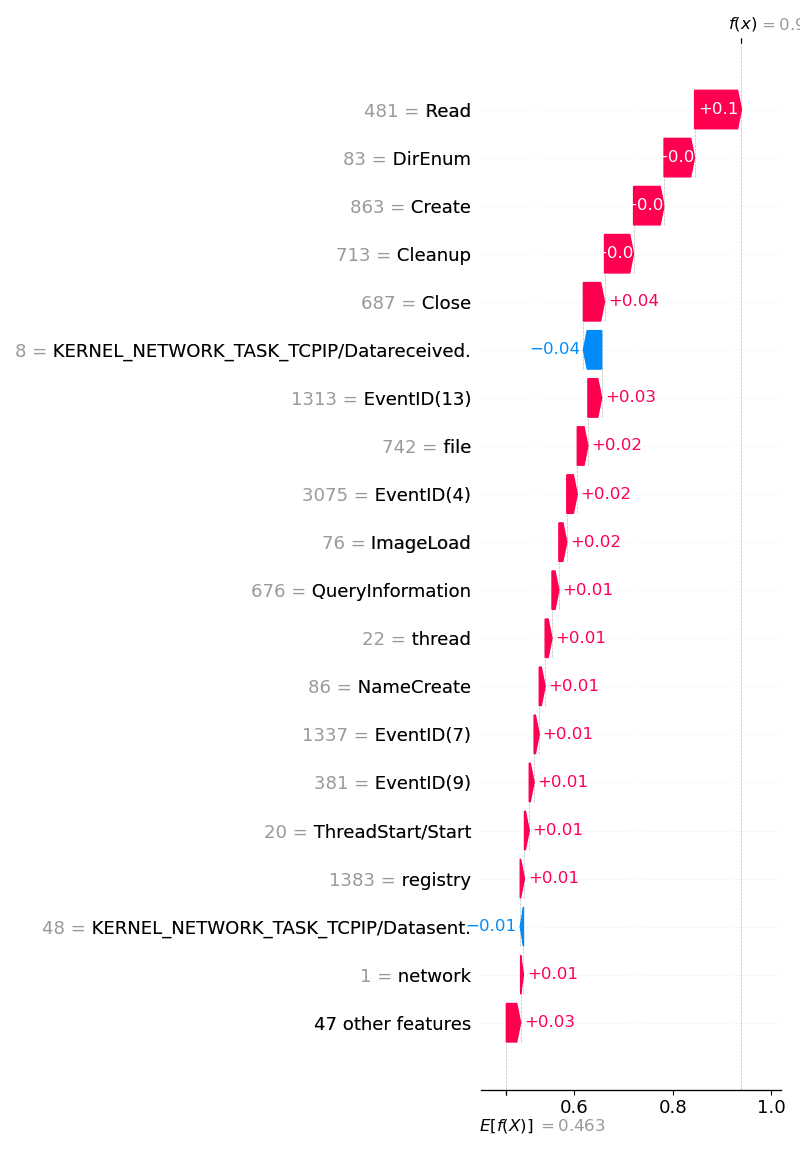 f(x) = 0.9
481 = Read +0.1
83 = DirEnum +0.0
863 = Create +0.0
713 = Cleanup +0.0
687 = Close +0.04
8 = KERNEL_NETWORK_TASK_TCPIP/Datareceived. −0.04
1313 = EventID(13) +0.03
742 = file +0.02
3075 = EventID(4) +0.02
76 = ImageLoad +0.02
676 = QueryInformation +0.01
22 = thread +0.01
86 = NameCreate +0.01
1337 = EventID(7) +0.01
381 = EventID(9) +0.01
20 = ThreadStart/Start +0.01
1383 = registry +0.01
48 = KERNEL_NETWORK_TASK_TCPIP/Datasent. −0.01
1 = network +0.01
47 other features +0.03
0.6 0.8 1.0
E[f(X)] = 0.463